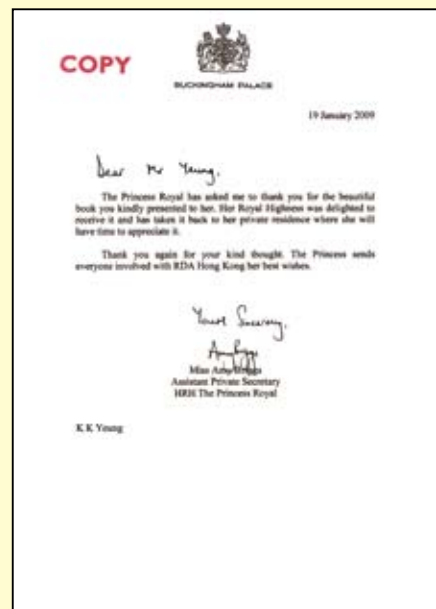 COPY
BUCKINGHAM PALACE
19 January 2009
Dear Mr Yeung,
The Princess Royal has asked me to thank you for the beautiful
book you kindly presented to her. Her Royal Highness was delighted to
receive it and has taken it back to her private residence where she will
have time to appreciate it.
Thank you again for your kind thought. The Princess sends
everyone involved with RDA Hong Kong her best wishes.
Yours Sincerely,
Miss Amy
Assistant Private Secretary
HRH The Princess Royal
K K Yeung